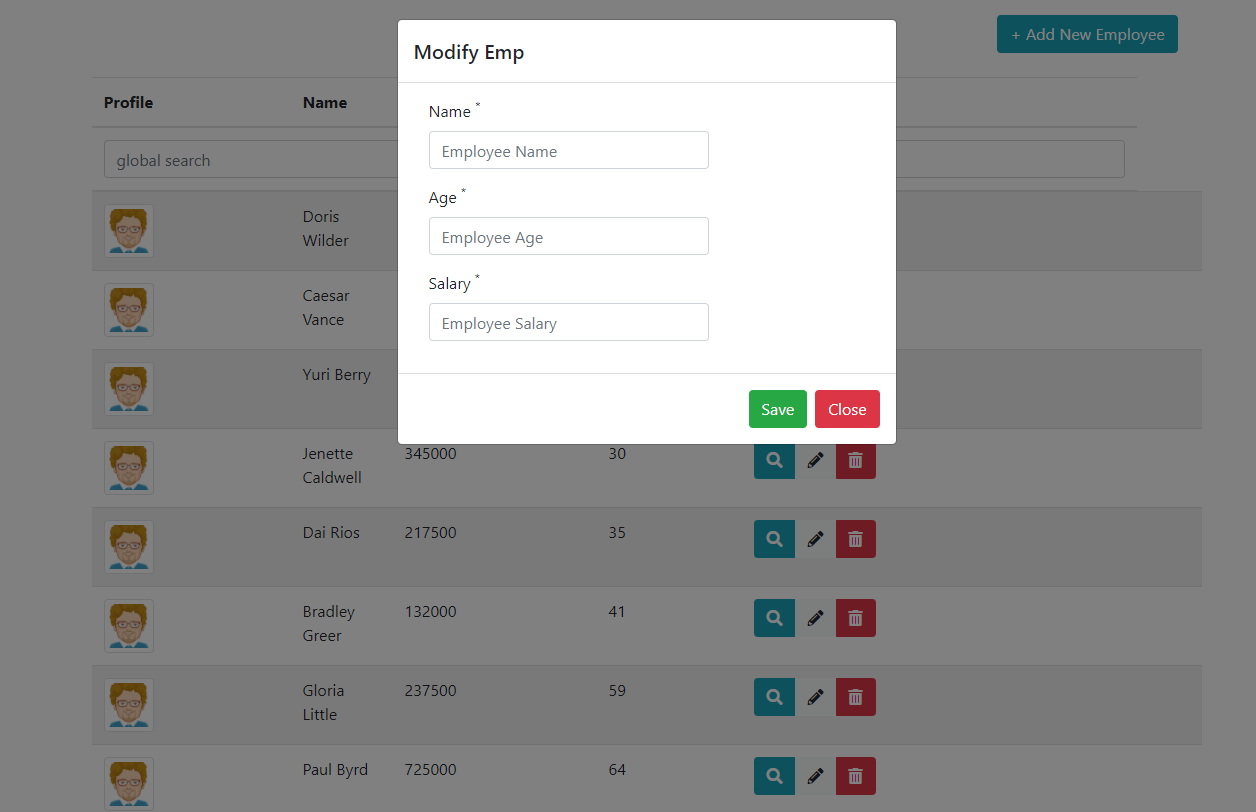 + Add New Employee
Modify Emp
Profile
Name
Name *
Employee Name
global search
Age *
Employee Age
Salary *
Employee Salary
Save
Close
Doris
Wilder
Caesar
Vance
Yuri Berry
Jenette
Caldwell
345000
30
Dai Rios
217500
35
Bradley
Greer
132000
41
Gloria
Little
237500
59
Paul Byrd
725000
64